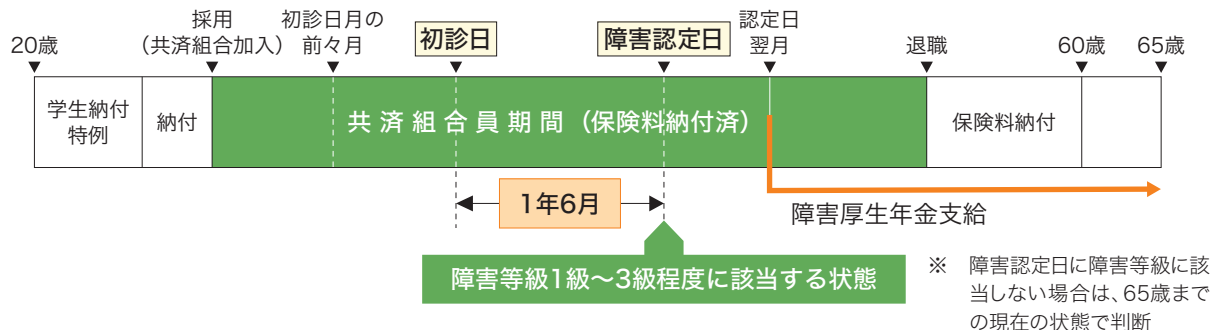 20歳
採用
（共済組合加入）
初診日月の
前々月
初診日
障害認定日
認定日
翌月
退職
60歳
65歳
学生納付
特例
納付
共済組合員期間（保険料納付済）
保険料納付
1年6月
障害厚生年金支給
障害等級1級〜3級程度に該当する状態
※ 障害認定日に障害等級に該
当しない場合は、65歳まで
の現在の状態で判断